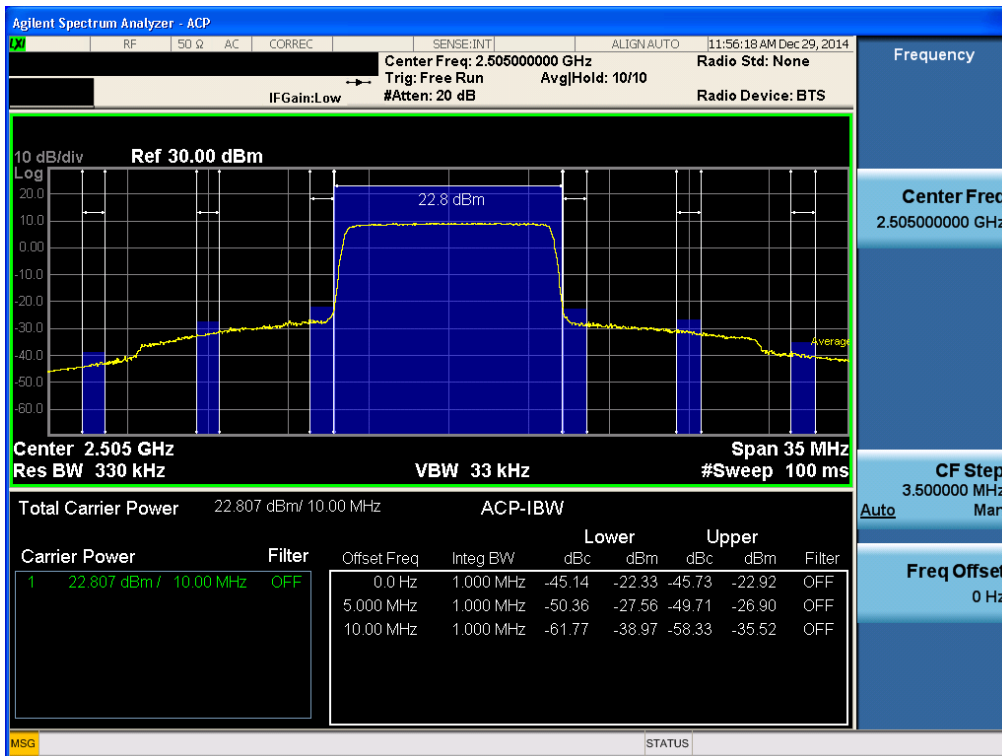 Agilent Spectrum Analyzer - ACP
LXI RF 50 Ω AC CORREC SENSE:INT ALIGN AUTO 11:56:18 AM Dec 29, 2014
Center Freq: 2.505000000 GHz Radio Std: None
Trig: Free Run Avg|Hold: 10/10
IFGain:Low #Atten: 20 dB Radio Device: BTS
10 dB/div Ref 30.00 dBm
Log
20.0
10.0
0.00
-10.0
-20.0
-30.0
-40.0
-50.0
-60.0
22.8 dBm
Average
Center 2.505 GHz Span 35 MHz
Res BW 330 kHz VBW 33 kHz #Sweep 100 ms
Total Carrier Power 22.807 dBm/ 10.00 MHz ACP-IBW
Lower Upper
Carrier Power Filter Offset Freq Integ BW dBc dBm dBc dBm Filter
1 22.807 dBm / 10.00 MHz OFF 0.0 Hz 1.000 MHz -45.14 -22.33 -45.73 -22.92 OFF
5.000 MHz 1.000 MHz -50.36 -27.56 -49.71 -26.90 OFF
10.00 MHz 1.000 MHz -61.77 -38.97 -58.33 -35.52 OFF
MSG STATUS
Frequency
Center Freq
2.505000000 GHz
CF Step
3.500000 MHz
Auto Man
Freq Offset
0 Hz